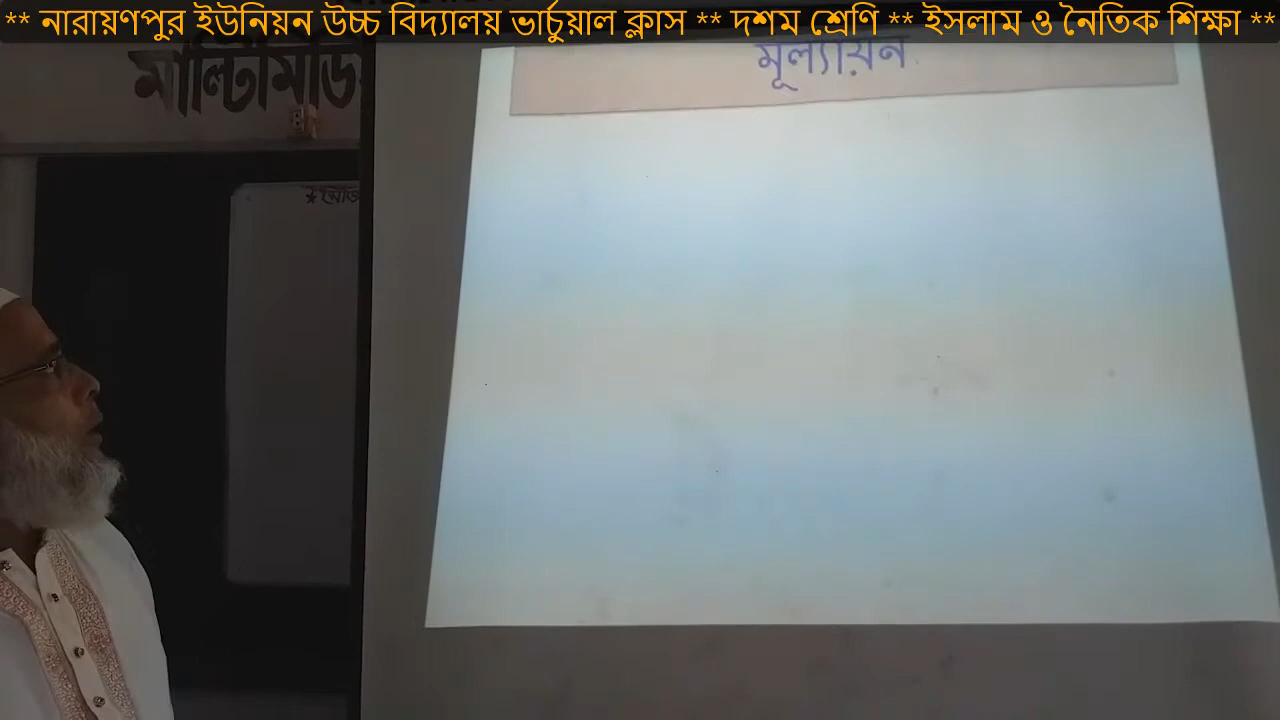 ** নারায়ণপুর ইউনিয়ন উচ্চ বিদ্যালয় ভার্চুয়াল ক্লাস ** দশম শ্রেণি ** ইসলাম ও নৈতিক শিক্ষা **
মাল্টিমিডি
মূল্যায়ন